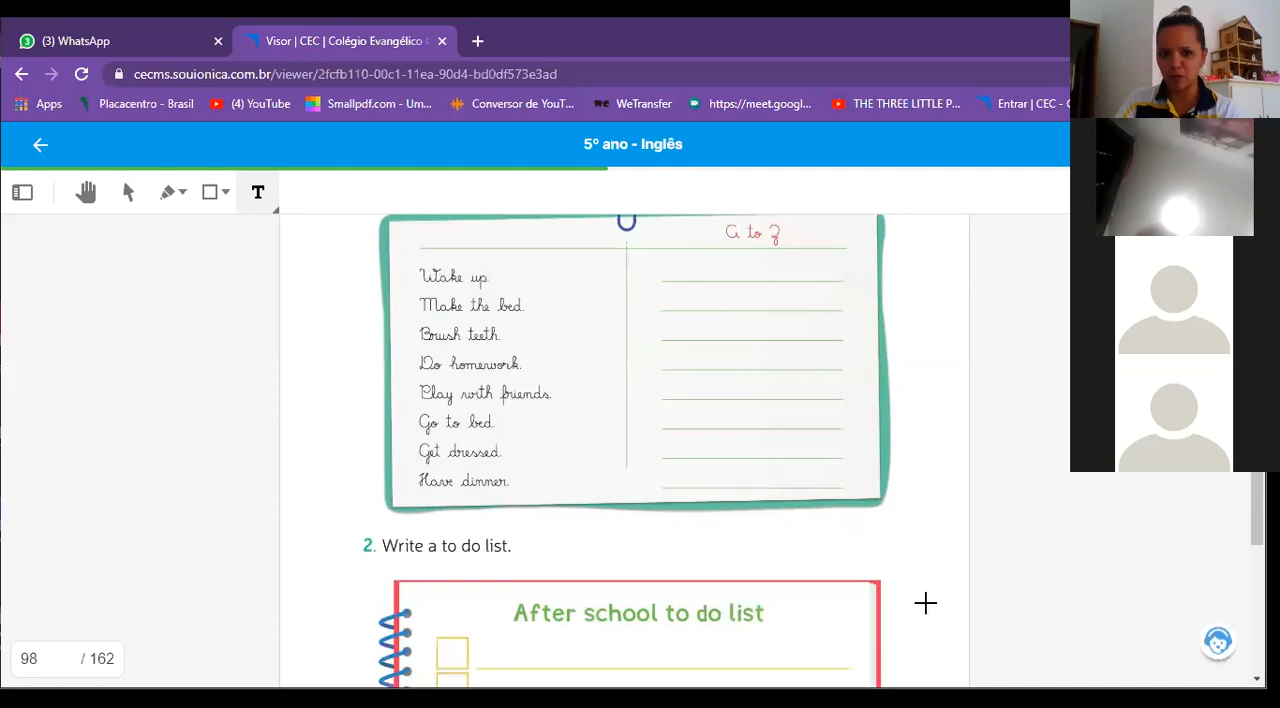 (3) WhatsApp
Visor | CEC | Colégio Evangélico
cecms.souionica.com.br/viewer/2fcfb110-00c1-11ea-90d4-bd0df573e3ad
Apps Placacentro - Brasil (4) YouTube Smallpdf.com - Um... Conversor de YouT... WeTransfer https://meet.googl... THE THREE LITTLE P... Entrar | CEC - C
5º ano - Inglês
T
A to Z
Wake up
Make the bed.
Brush teeth.
Do homework.
Play with friends.
Go to bed.
Get dressed.
Have dinner.
2. Write a to do list.
After school to do list
98 / 162